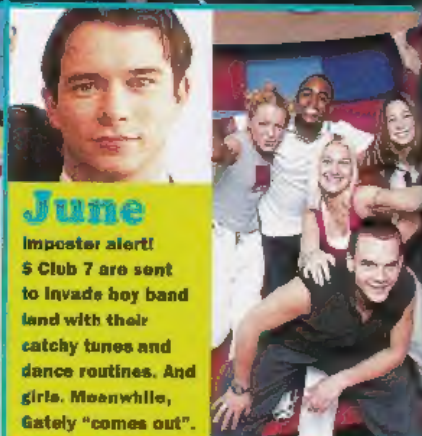 June
Imposter alert!
S Club 7 are sent
to invade boy band
land with their
catchy tunes and
dance routines. And
girls. Meanwhile,
Gately "comes out".